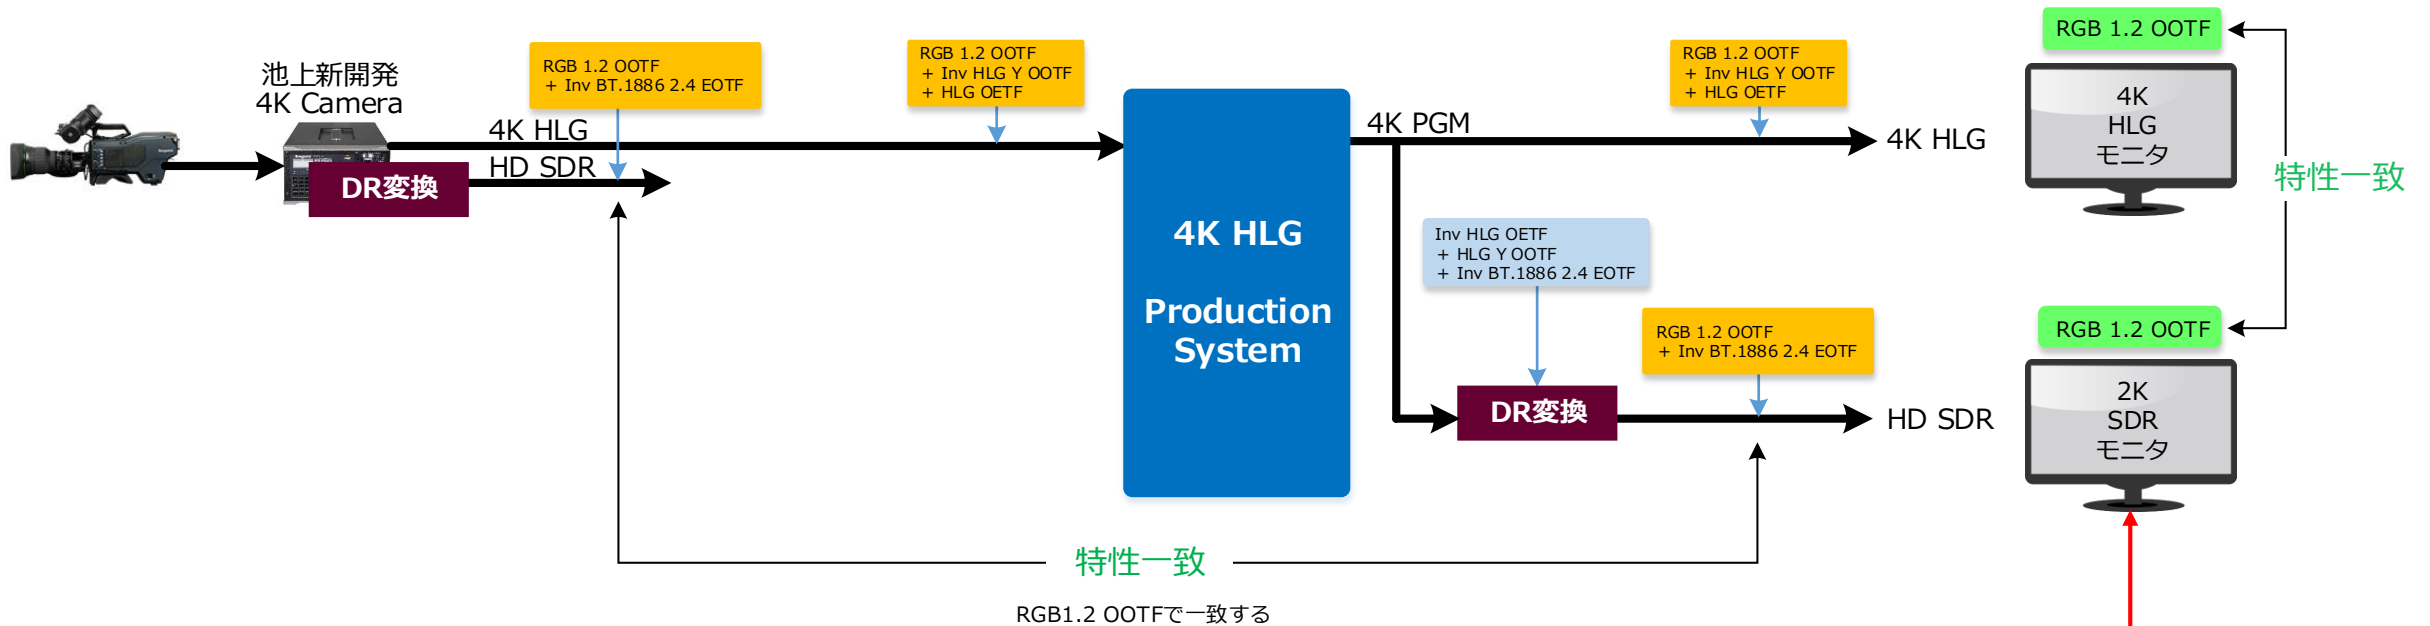 池上新開発
4K Camera
DR変換
RGB 1.2 OOTF
+ Inv BT.1886 2.4 EOTF
4K HLG
HD SDR
RGB 1.2 OOTF
+ Inv HLG Y OOTF
+ HLG OETF
4K HLG
Production
System
4K PGM
RGB 1.2 OOTF
+ Inv HLG Y OOTF
+ HLG OETF
4K HLG
Inv HLG OETF
+ HLG Y OOTF
+ Inv BT.1886 2.4 EOTF
DR変換
RGB 1.2 OOTF
+ Inv BT.1886 2.4 EOTF
HD SDR
RGB 1.2 OOTF
4K
HLG
モニタ
特性一致
RGB 1.2 OOTF
2K
SDR
モニタ
特性一致
RGB1.2 OOTFで一致する